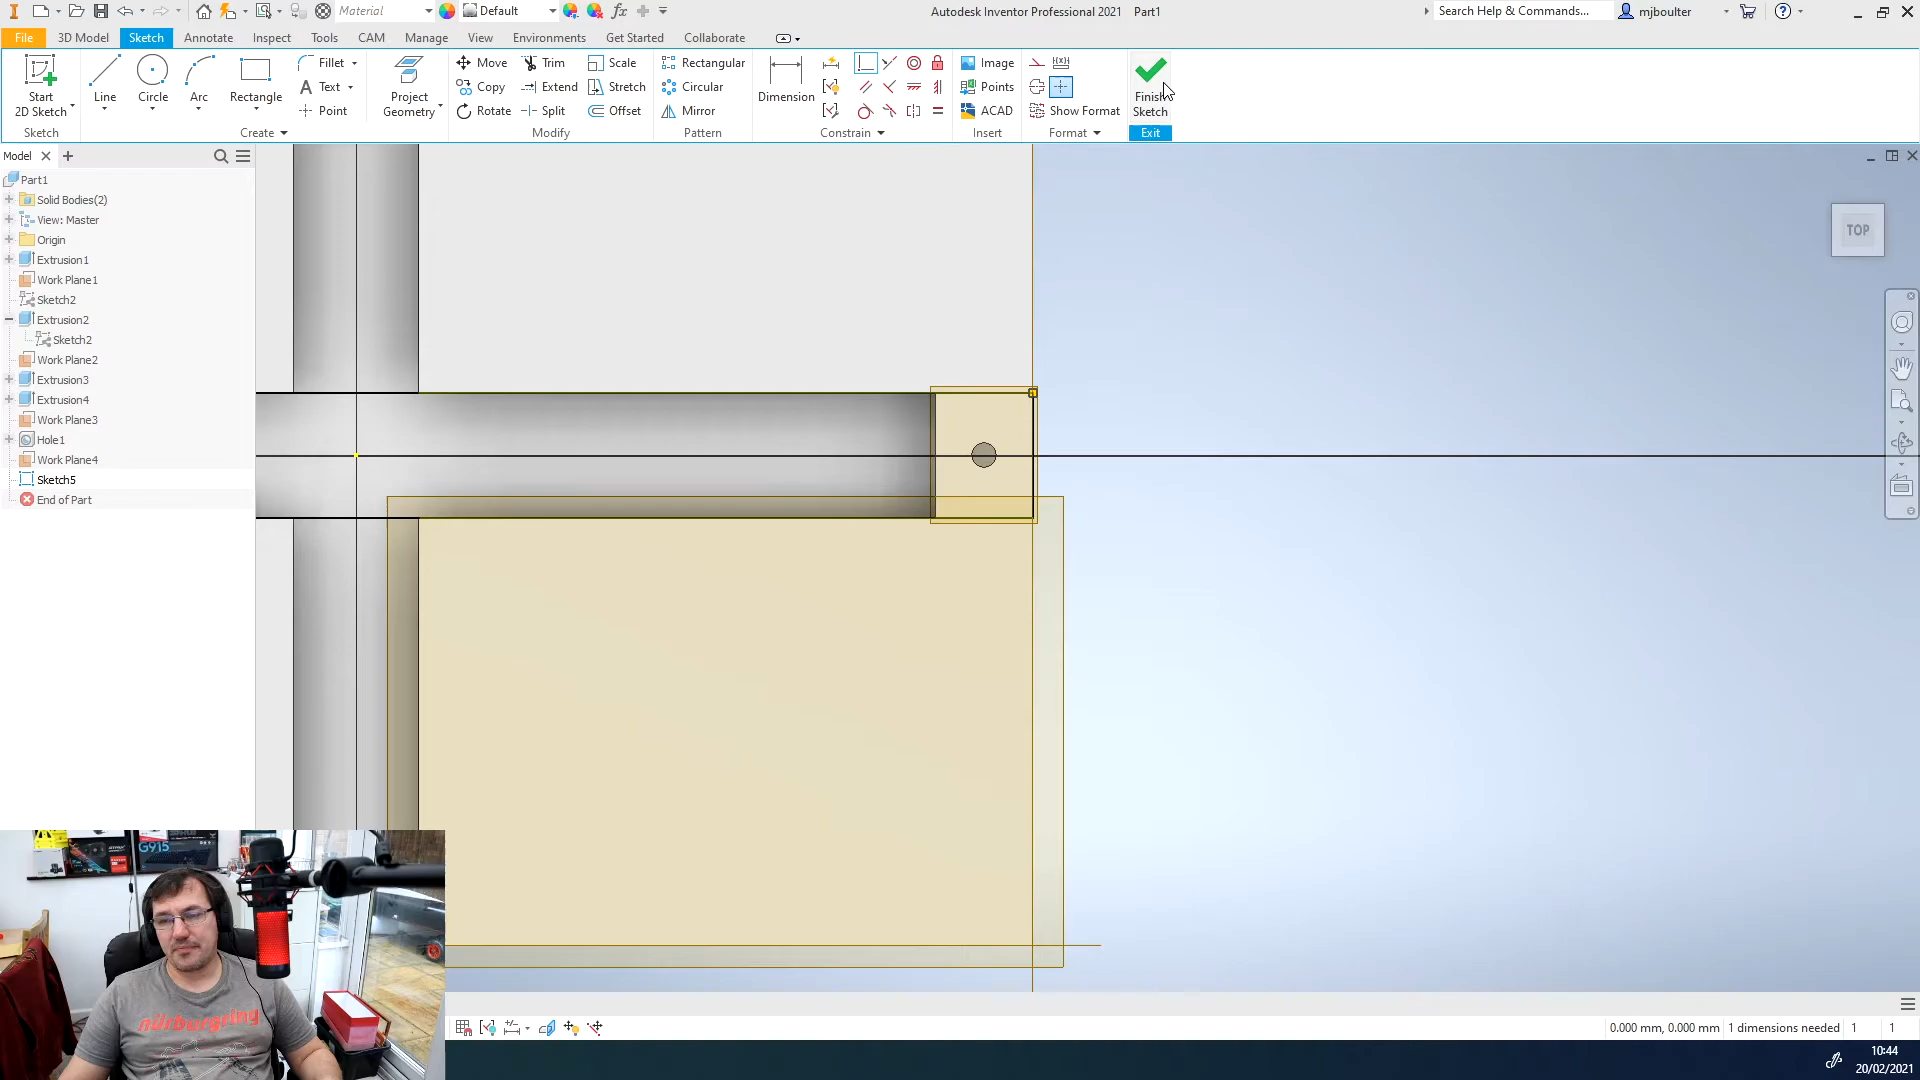 Material
Default
Autodesk Inventor Professional 2021 Part1
Search Help & Commands...
mjboulter
File
3D Model
Sketch
Annotate
Inspect
Tools
CAM
Manage
View
Environments
Get Started
Collaborate
Start
2D Sketch
Line
Circle
Arc
Rectangle
Fillet
Text
Point
Project
Geometry
Move
Copy
Rotate
Trim
Extend
Split
Scale
Stretch
Offset
Rectangular
Circular
Mirror
Dimension
Image
Points
ACAD
Show Format
Finish
Sketch
Sketch
Create
Modify
Pattern
Constrain
Insert
Format
Exit
Model
Part1
Solid Bodies(2)
View: Master
Origin
Extrusion1
Work Plane1
Sketch2
Extrusion2
Sketch2
Work Plane2
Extrusion3
Extrusion4
Work Plane3
Hole1
Work Plane4
Sketch5
End of Part
TOP
G915
nürburgring
0.000 mm, 0.000 mm 1 dimensions needed 1 1
10:44
20/02/2021